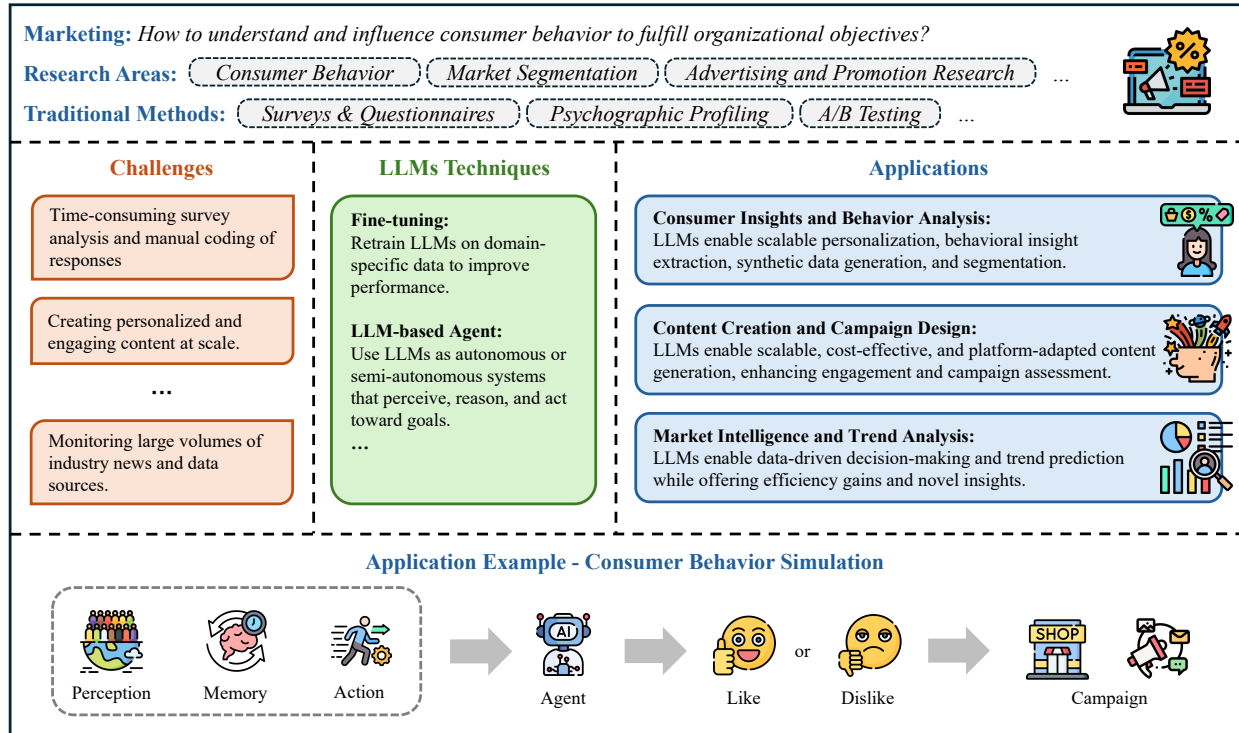 Marketing: How to understand and influence consumer behavior to fulfill organizational objectives?
Research Areas: Consumer Behavior Market Segmentation Advertising and Promotion Research ...
Traditional Methods: Surveys & Questionnaires Psychographic Profiling A/B Testing ...
Challenges
Time-consuming survey
analysis and manual coding of
responses
Creating personalized and
engaging content at scale.
...
Monitoring large volumes of
industry news and data
sources.
LLMs Techniques
Fine-tuning:
Retrain LLMs on domain-
specific data to improve
performance.
LLM-based Agent:
Use LLMs as autonomous or
semi-autonomous systems
that perceive, reason, and act
toward goals.
...
Applications
Consumer Insights and Behavior Analysis:
LLMs enable scalable personalization, behavioral insight
extraction, synthetic data generation, and segmentation.
Content Creation and Campaign Design:
LLMs enable scalable, cost-effective, and platform-adapted content
generation, enhancing engagement and campaign assessment.
Market Intelligence and Trend Analysis:
LLMs enable data-driven decision-making and trend prediction
while offering efficiency gains and novel insights.
Application Example - Consumer Behavior Simulation
AI
SHOP
Perception Memory Action Agent Like or Dislike Campaign